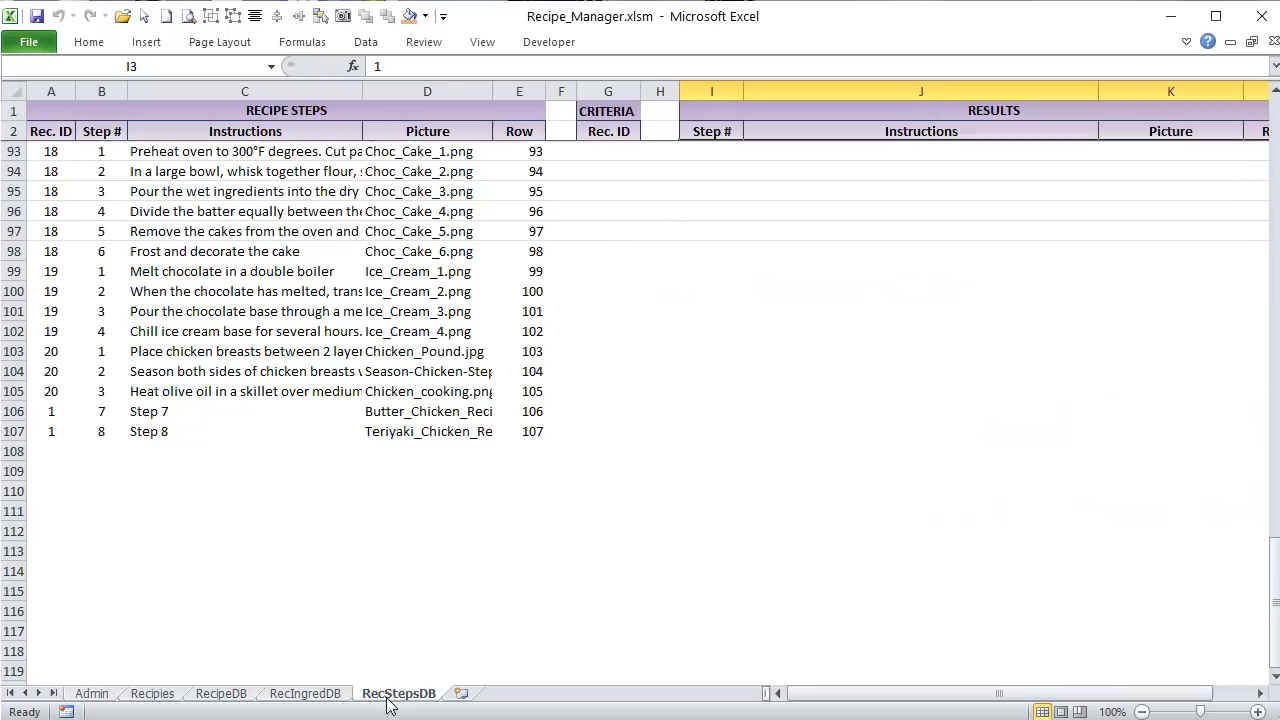 Recipe_Manager.xlsm - Microsoft Excel
File Home Insert Page Layout Formulas Data Review View Developer
I3 fx 1
A B C D E F G H I J K
1 RECIPE STEPS CRITERIA RESULTS
2 Rec. ID Step # Instructions Picture Row Rec. ID Step # Instructions Picture R
93 18 1 Preheat oven to 300°F degrees. Cut pa Choc_Cake_1.png 93
94 18 2 In a large bowl, whisk together flour, s Choc_Cake_2.png 94
95 18 3 Pour the wet ingredients into the dry Choc_Cake_3.png 95
96 18 4 Divide the batter equally between the Choc_Cake_4.png 96
97 18 5 Remove the cakes from the oven and Choc_Cake_5.png 97
98 18 6 Frost and decorate the cake Choc_Cake_6.png 98
99 19 1 Melt chocolate in a double boiler Ice_Cream_1.png 99
100 19 2 When the chocolate has melted, trans Ice_Cream_2.png 100
101 19 3 Pour the chocolate base through a me Ice_Cream_3.png 101
102 19 4 Chill ice cream base for several hours. Ice_Cream_4.png 102
103 20 1 Place chicken breasts between 2 layer Chicken_Pound.jpg 103
104 20 2 Season both sides of chicken breasts w Season-Chicken-Step 104
105 20 3 Heat olive oil in a skillet over medium Chicken_cooking.png 105
106 1 7 Step 7 Butter_Chicken_Reci 106
107 1 8 Step 8 Teriyaki_Chicken_Re 107
108
109
110
111
112
113
114
115
116
117
118
119
Admin Recipies RecipeDB RecIngredDB RecStepsDB
Ready 100%